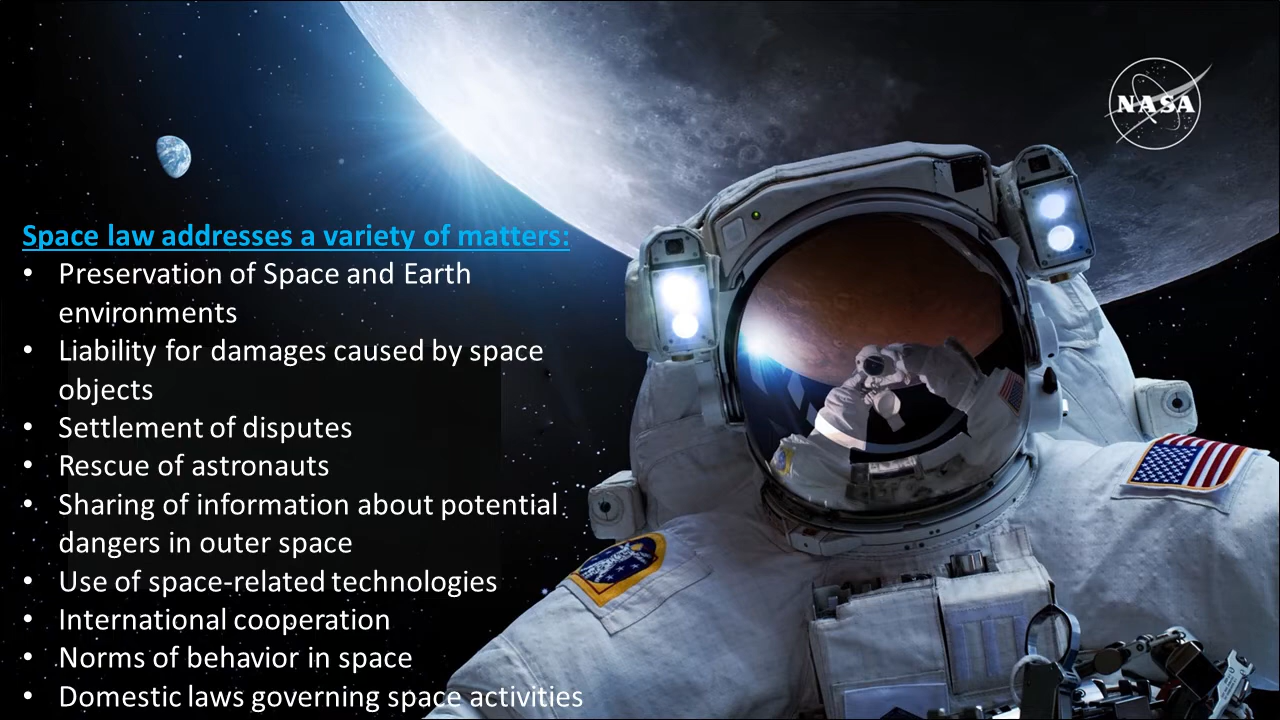 NASA
Space law addresses a variety of matters:
• Preservation of Space and Earth
environments
• Liability for damages caused by space
objects
• Settlement of disputes
• Rescue of astronauts
• Sharing of information about potential
dangers in outer space
• Use of space-related technologies
• International cooperation
• Norms of behavior in space
• Domestic laws governing space activities